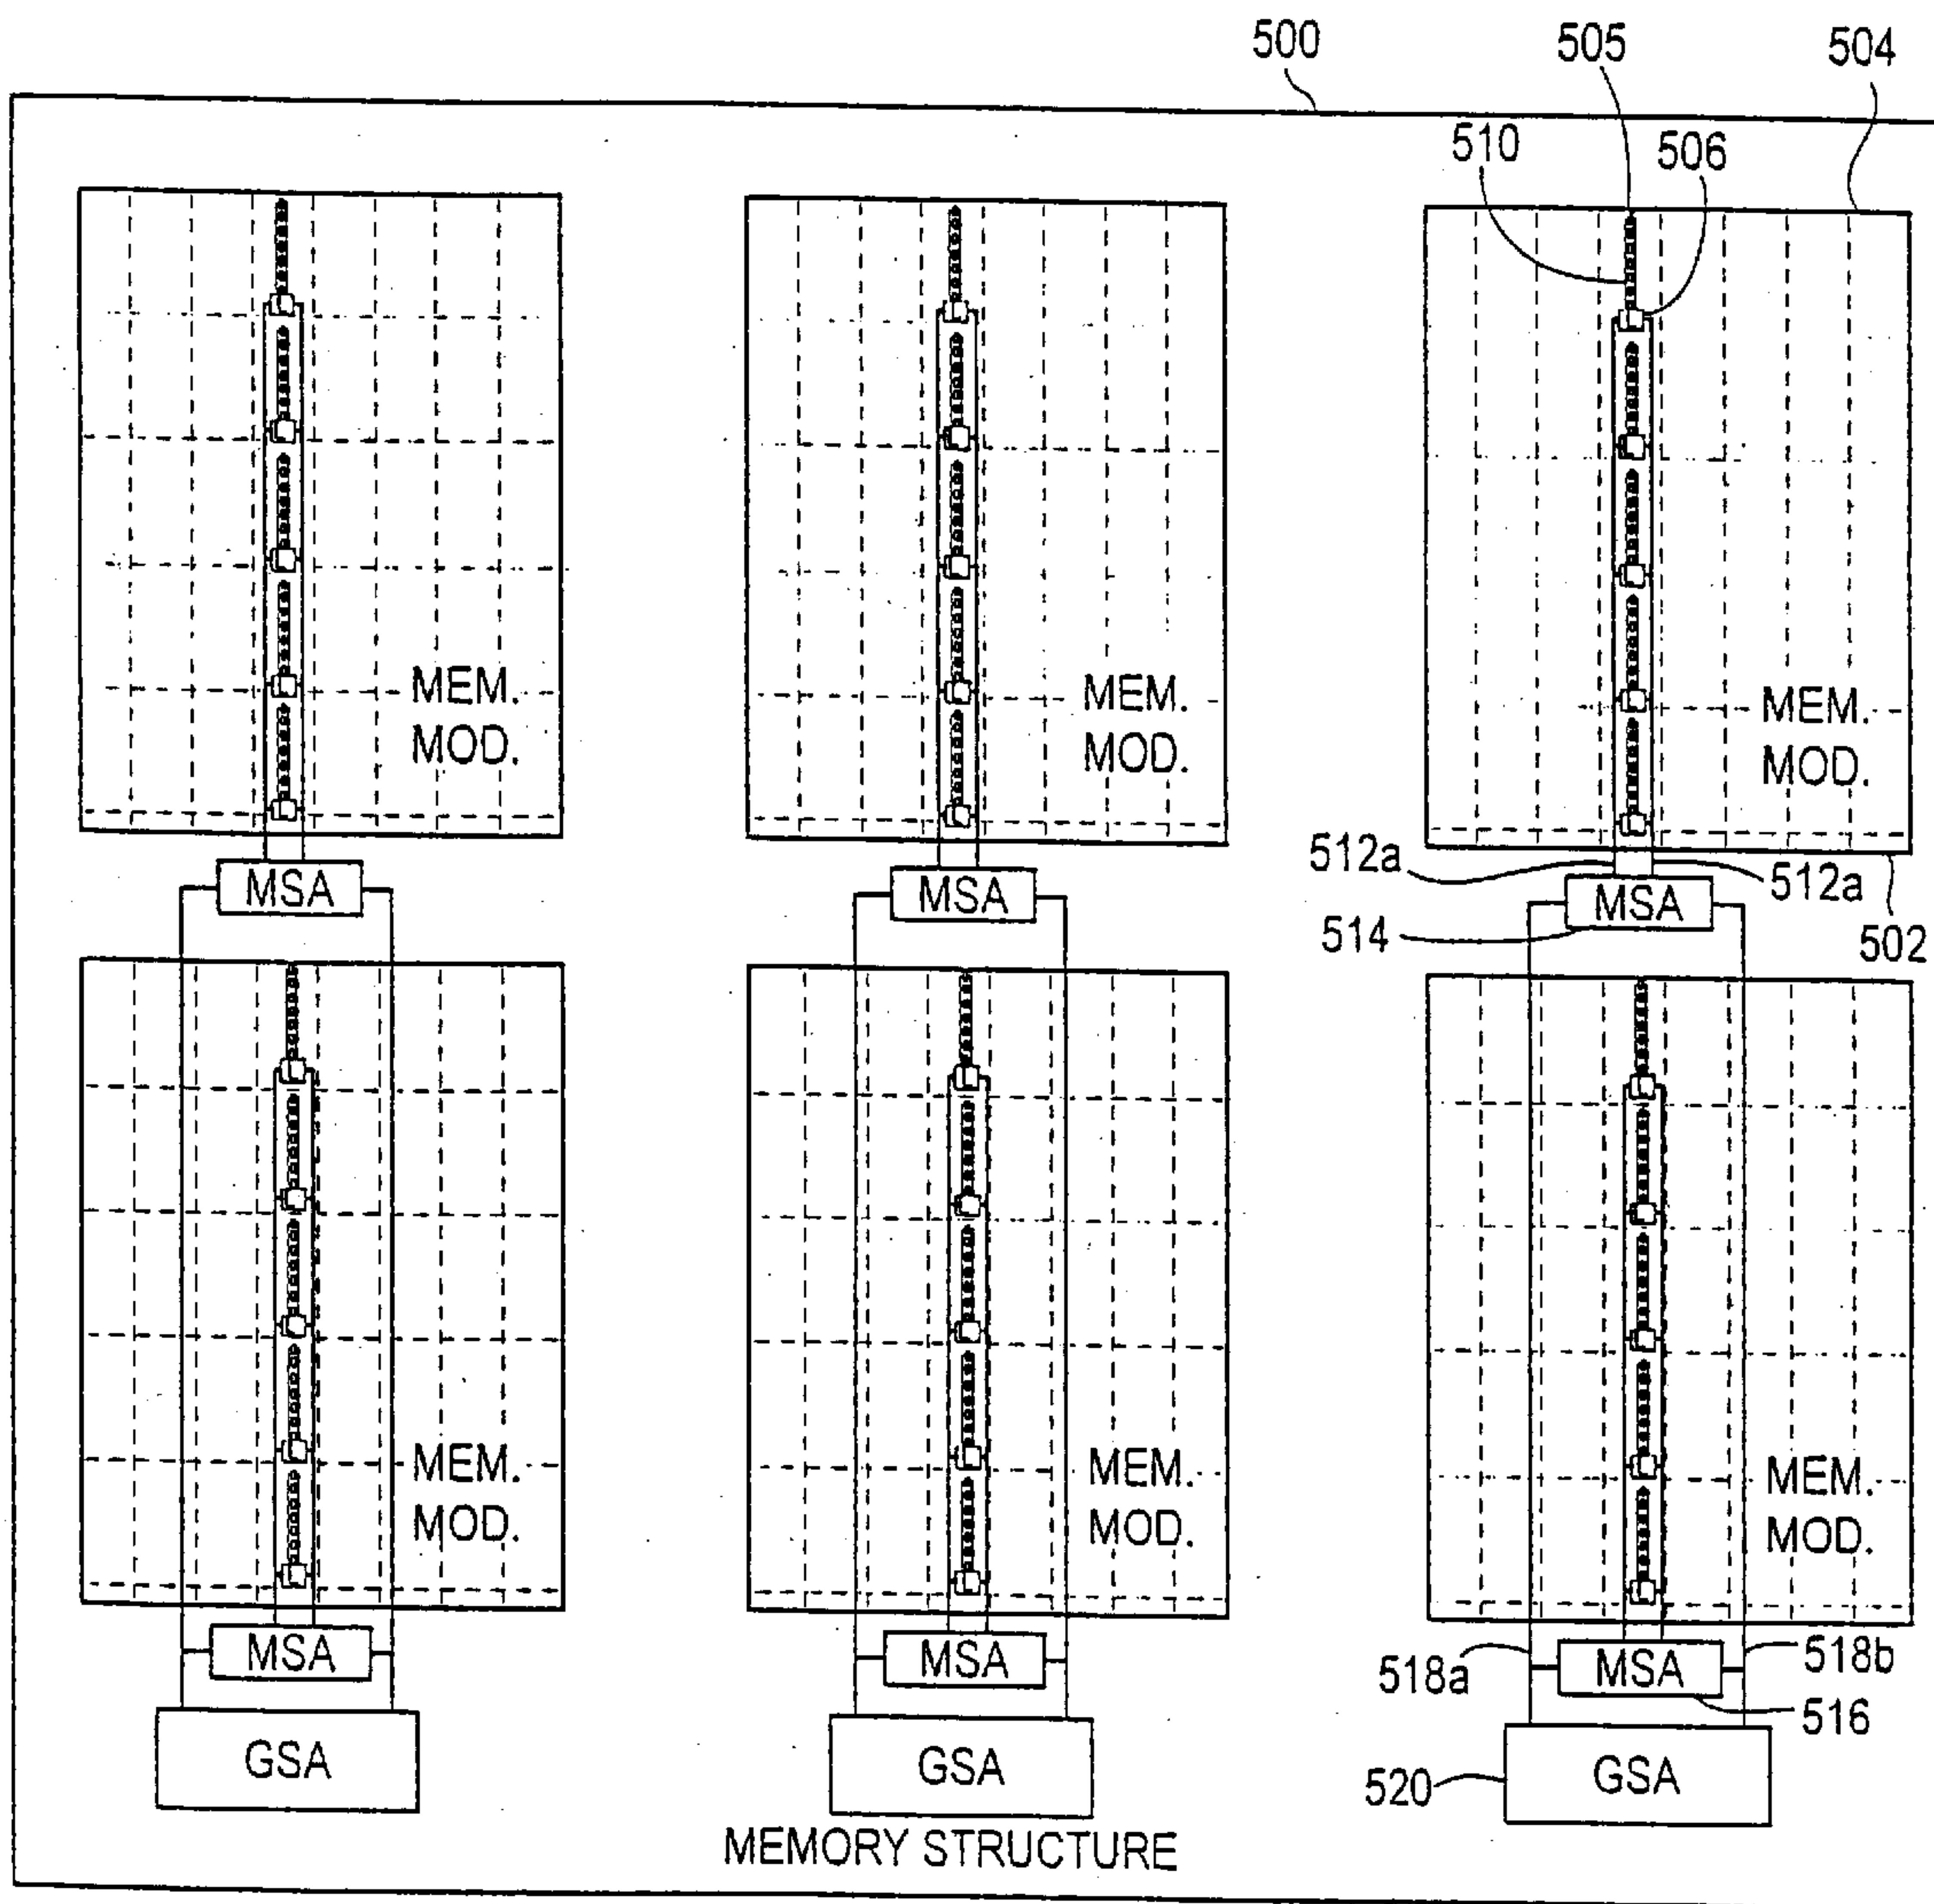 500
505
504
510
506
MEM.
MOD.
MEM.
MOD.
MEM.
MOD.
512a
512a
MSA
MSA
MSA
514
502
MEM.
MOD.
MEM.
MOD.
MEM.
MOD.
MSA
MSA
518a
MSA
518b
516
GSA
GSA
520
GSA
MEMORY STRUCTURE